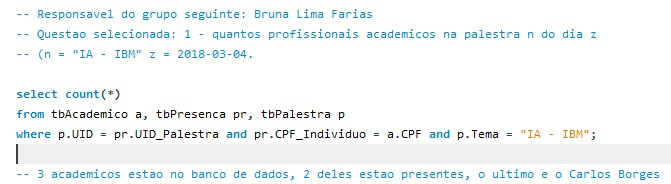 -- Responsavel do grupo seguinte: Bruna Lima Farias
-- Questao selecionada: 1 - quantos profissionais academicos na palestra n do dia z
-- (n = "IA - IBM" z = 2018-03-04.
select count(*)
from tbAcademico a, tbPresenca pr, tbPalestra p
where p.UID = pr.UID_Palestra and pr.CPF_Individuo = a.CPF and p.Tema = "IA - IBM";
-- 3 academicos estao no banco de dados, 2 deles estao presentes, o ultimo e o Carlos Borges